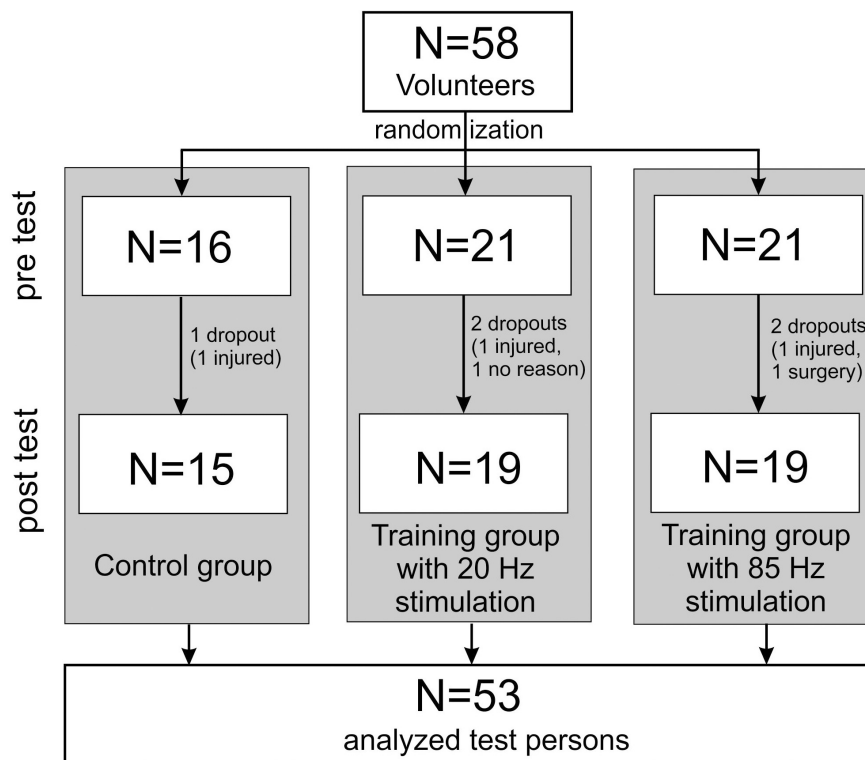 N=58
Volunteers
randomization
pre test
N=16
N=21
N=21
1 dropout
(1 injured)
2 dropouts
(1 injured,
1 no reason)
2 dropouts
(1 injured,
1 surgery)
post test
N=15
N=19
N=19
Control group
Training group
with 20 Hz
stimulation
Training group
with 85 Hz
stimulation
N=53
analyzed test persons